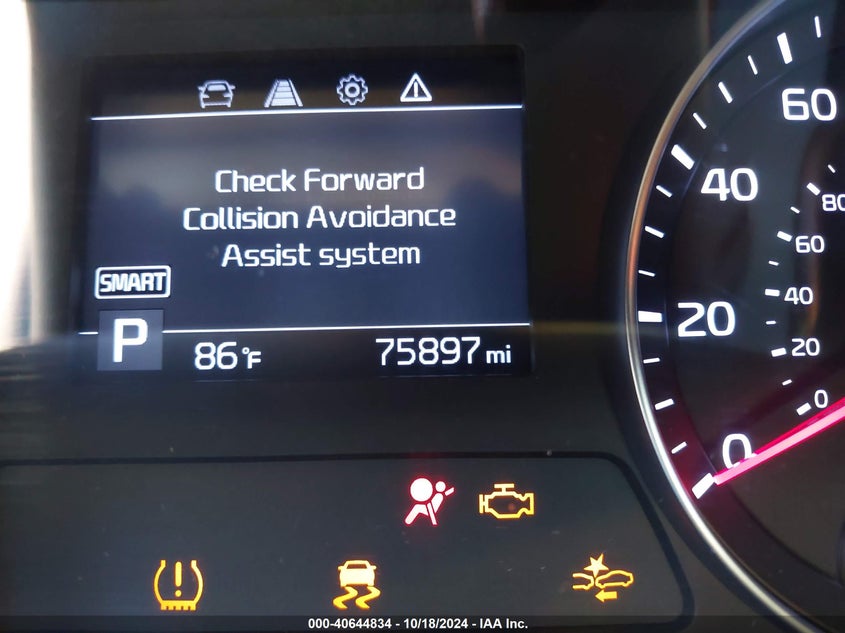 Check Forward
Collision Avoidance
Assist system
SMART
P
86°F
75897 mi
60
40
20
0
80
60
40
20
0
000-40644834 - 10/18/2024 - IAA Inc.